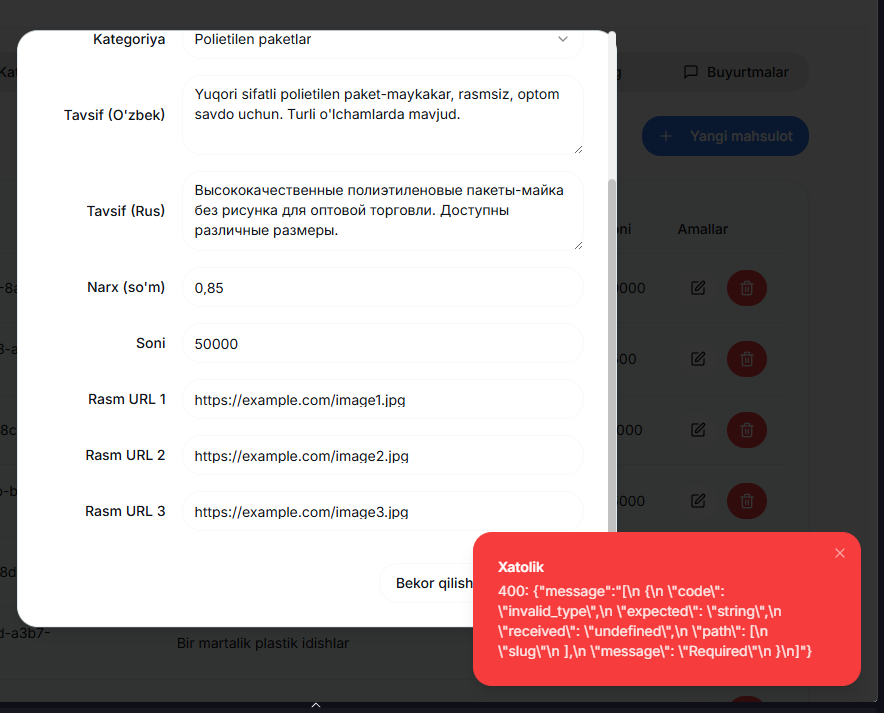 Kategoriya Polietilen paketlar
Buyurtmalar
Tavsif (O'zbek) Yuqori sifatli polietilen paket-maykakar, rasmsiz, optom
savdo uchun. Turli o'lchamlarda mavjud.
+ Yangi mahsulot
Tavsif (Rus) Высококачественные полиэтиленовые пакеты-майка
без рисунка для оптовой торговли. Доступны
различные размеры.
Amallar
Narx (so'm) 0,85
Soni 50000
Rasm URL 1 https://example.com/image1.jpg
Rasm URL 2 https://example.com/image2.jpg
Rasm URL 3 https://example.com/image3.jpg
Bekor qilish
Xatolik
400: {"message":"[\n {\n \"code\":
\"invalid_type\",\n \"expected\": \"string\",\n
\"received\": \"undefined\",\n \"path\": [\n
\"slug\"\n ],\n \"message\": \"Required\"\n }\n]"}
d-a3b7-
Bir martalik plastik idishlar